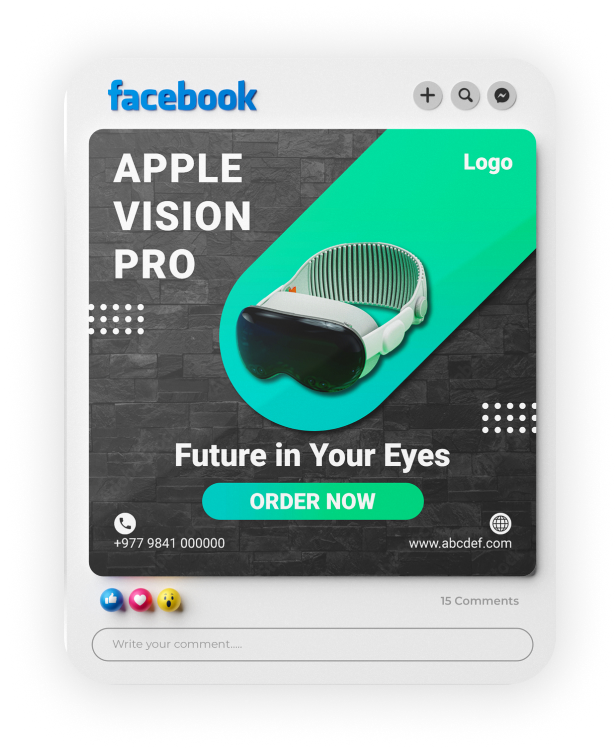 facebook
APPLE
VISION
PRO
Logo
Future in Your Eyes
ORDER NOW
+977 9841 000000
www.abcdef.com
15 Comments
Write your comment.....